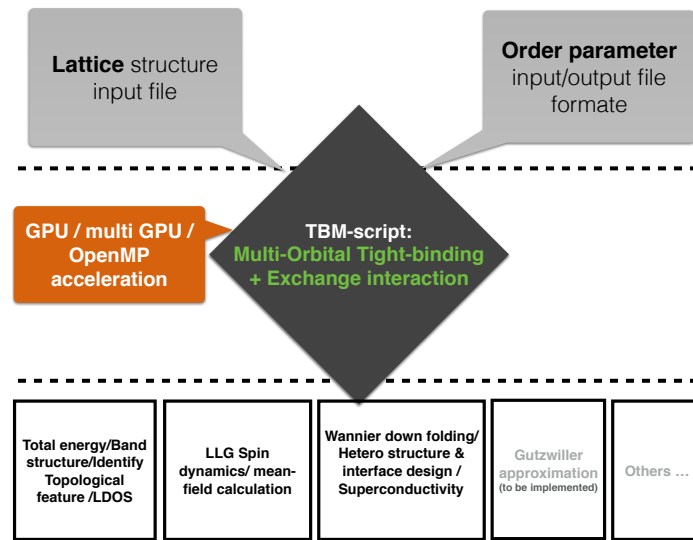 Lattice structure
input file
Order parameter
input/output file
formate
GPU / multi GPU /
OpenMP
acceleration
TBM-script:
Multi-Orbital Tight-binding
+ Exchange interaction
Total energy/Band
structure/Identify
Topological
feature /LDOS
LLG Spin
dynamics/ mean-
field calculation
Wannier down folding/
Hetero structure &
interface design /
Superconductivity
Gutzwiller
approximation
(to be implemented)
Others ...